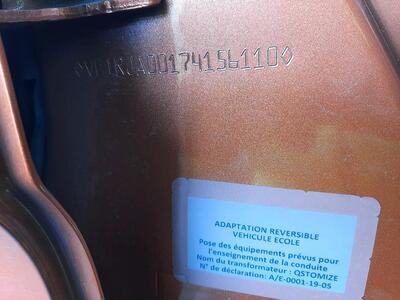 ◇VF1RJA00174156110◇
ADAPTATION REVERSIBLE
VEHICULE ECOLE
Pose des équipements prévus pour
l'enseignement de la conduite
Nom du transformateur : QSTOMIZE
N° de déclaration: A/E-0001-19-05